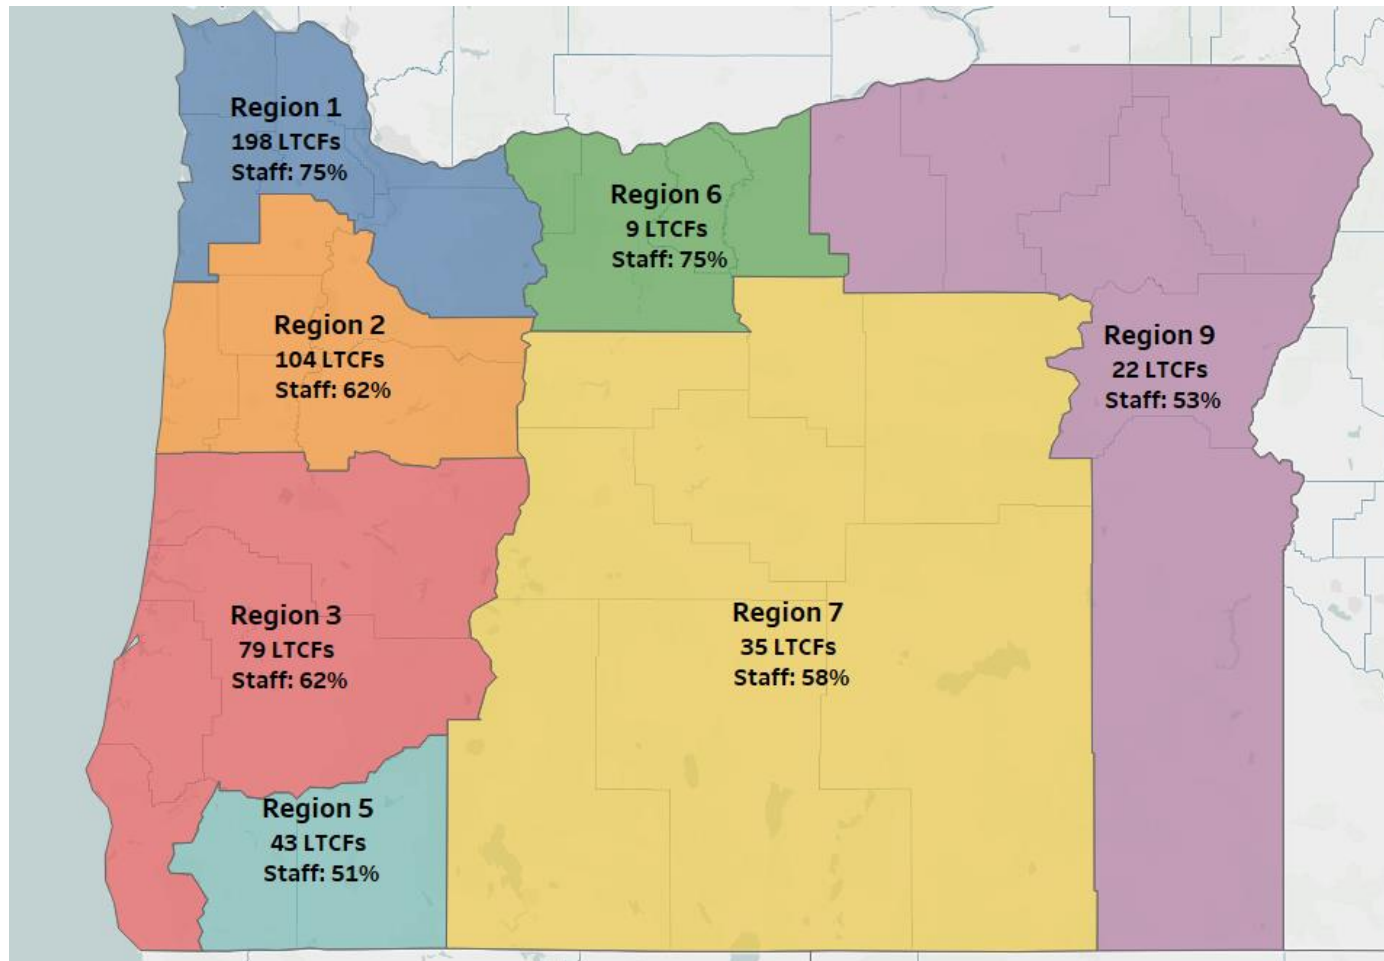 Region 1
198 LTCFs
Staff: 75%
Region 6
9 LTCFs
Staff: 75%
Region 2
104 LTCFs
Staff: 62%
Region 9
22 LTCFs
Staff: 53%
Region 3
79 LTCFs
Staff: 62%
Region 7
35 LTCFs
Staff: 58%
Region 5
43 LTCFs
Staff: 51%